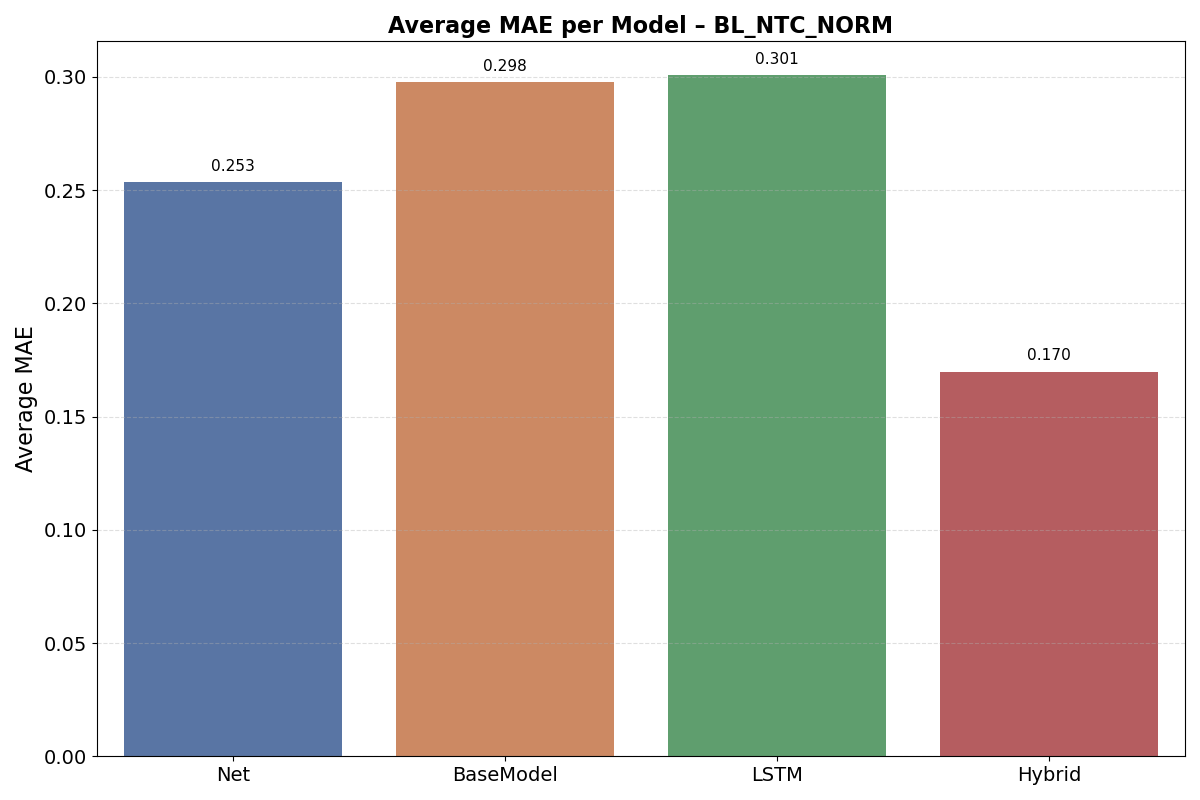 Average MAE per Model – BL_NTC_NORM
Average MAE
0.30
0.25
0.20
0.15
0.10
0.05
0.00
0.253
0.298
0.301
0.170
Net
BaseModel
LSTM
Hybrid